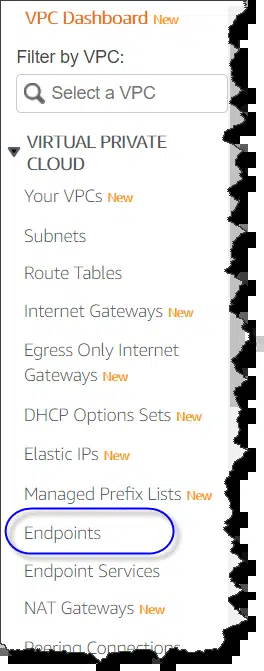 VPC Dashboard New
Filter by VPC:
Select a VPC
VIRTUAL PRIVATE
CLOUD
Your VPCs New
Subnets
Route Tables
Internet Gateways New
Egress Only Internet
Gateways New
DHCP Options Sets New
Elastic IPs New
Managed Prefix Lists New
Endpoints
Endpoint Services
NAT Gateways New
Peering Connections